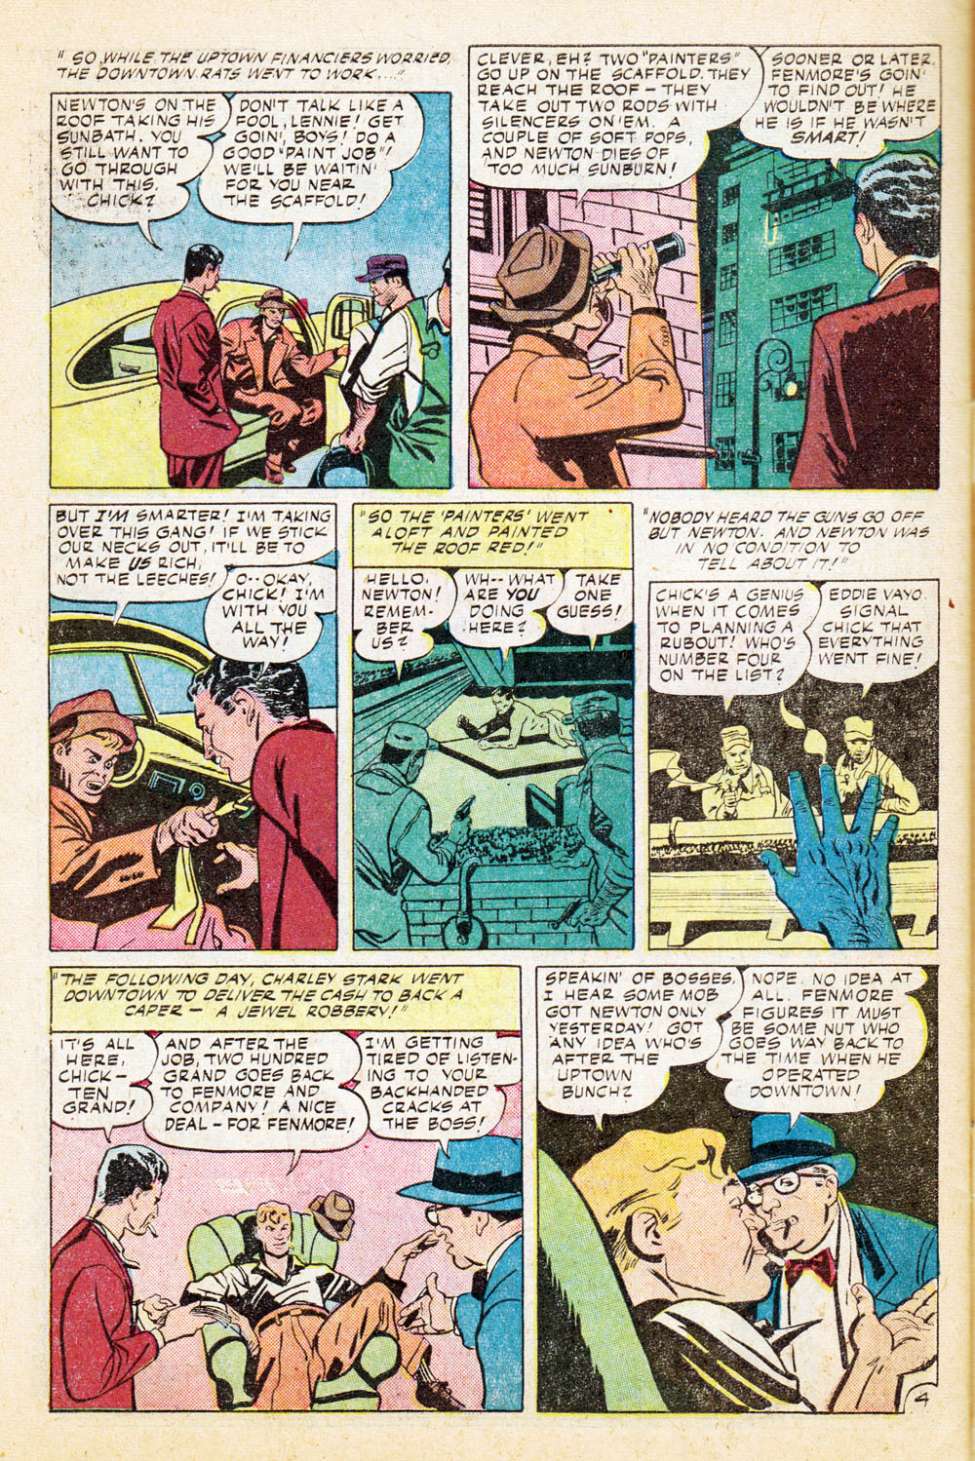 "SO, WHILE THE UPTOWN FINANCIERS WORRIED,
THE DOWNTOWN RATS WENT TO WORK...."
NEWTON'S ON THE
ROOF TAKING HIS
SUNBATH. YOU
STILL WANT TO
GO THROUGH
WITH THIS,
CHICK?
DON'T TALK LIKE A
FOOL, LENNIE! GET
GOIN', BOYS! DO A
GOOD "PAINT JOB"!
WE'LL BE WAITIN'
FOR YOU NEAR
THE SCAFFOLD!
CLEVER, EH? TWO "PAINTERS"
GO UP ON THE SCAFFOLD. THEY
REACH THE ROOF — THEY
TAKE OUT TWO RODS WITH
SILENCERS ON 'EM. A
COUPLE OF SOFT POPS,
AND NEWTON DIES OF
TOO MUCH SUNBURN!
SOONER OR LATER,
FENMORE'S GOIN'
TO FIND OUT! HE
WOULDN'T BE WHERE
HE IS IF HE WASN'T
SMART!
BUT I'M SMARTER! I'M TAKING
OVER THIS GANG! IF WE STICK
OUR NECKS OUT, IT'LL BE TO
MAKE US RICH,
NOT THE LEECHES!
O--OKAY,
CHICK! I'M
WITH YOU
ALL THE
WAY!
"SO THE 'PAINTERS' WENT
ALOFT AND PAINTED
THE ROOF RED!"
HELLO,
NEWTON!
REMEM-
BER
US?
WH-- WHAT
ARE YOU
DOING
HERE?
TAKE
ONE
GUESS!
"NOBODY HEARD THE GUNS GO OFF
BUT NEWTON. AND NEWTON WAS
IN NO CONDITION TO
TELL ABOUT IT!"
CHICK'S A GENIUS
WHEN IT COMES
TO PLANNING A
RUBOUT! WHO'S
NUMBER FOUR
ON THE LIST?
EDDIE VAYO.
SIGNAL
CHICK THAT
EVERYTHING
WENT FINE!
"THE FOLLOWING DAY, CHARLEY STARK WENT
DOWNTOWN TO DELIVER THE CASH TO BACK A
CAPER — A JEWEL ROBBERY!"
IT'S ALL
HERE,
CHICK —
TEN
GRAND!
AND AFTER THE
JOB, TWO HUNDRED
GRAND GOES BACK
TO FENMORE AND
COMPANY! A NICE
DEAL — FOR FENMORE!
I'M GETTING
TIRED OF LISTEN-
ING TO YOUR
BACKHANDED
CRACKS AT
THE BOSS!
SPEAKIN' OF BOSSES,
I HEAR SOME MOB
GOT NEWTON ONLY
YESTERDAY! GOT
ANY IDEA WHO'S
AFTER THE
UPTOWN
BUNCH?
NOPE. NO IDEA AT
ALL. FENMORE
FIGURES IT MUST
BE SOME NUT WHO
GOES WAY BACK TO
THE TIME WHEN HE
OPERATED
DOWNTOWN!
4